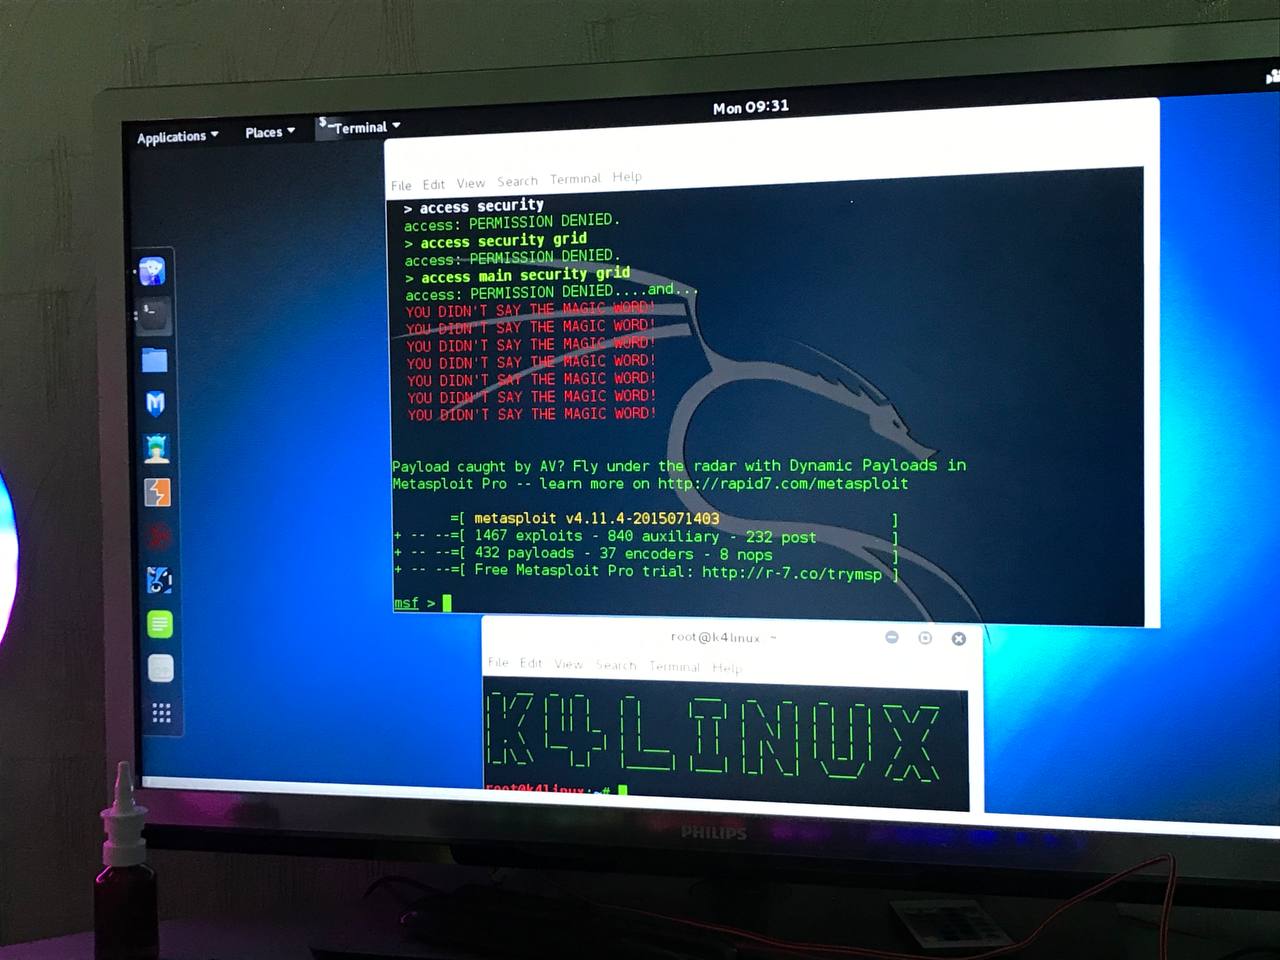 Mon 09:31
Applications Places Terminal
File Edit View Search Terminal Help
> access security
access: PERMISSION DENIED.
> access security grid
access: PERMISSION DENIED.
> access main security grid
access: PERMISSION DENIED....and...
YOU DIDN'T SAY THE MAGIC WORD!
YOU DIDN'T SAY THE MAGIC WORD!
YOU DIDN'T SAY THE MAGIC WORD!
YOU DIDN'T SAY THE MAGIC WORD!
YOU DIDN'T SAY THE MAGIC WORD!
YOU DIDN'T SAY THE MAGIC WORD!
YOU DIDN'T SAY THE MAGIC WORD!
Payload caught by AV? Fly under the radar with Dynamic Payloads in
Metasploit Pro -- learn more on http://rapid7.com/metasploit
=[ metasploit v4.11.4-2015071403 ]
+ -- --=[ 1467 exploits - 840 auxiliary - 232 post ]
+ -- --=[ 432 payloads - 37 encoders - 8 nops ]
+ -- --=[ Free Metasploit Pro trial: http://r-7.co/trymsp ]
msf >
root@k4linux: ~
File Edit View Search Terminal Help
K4LINUX
root@k4linux:~#
PHILIPS